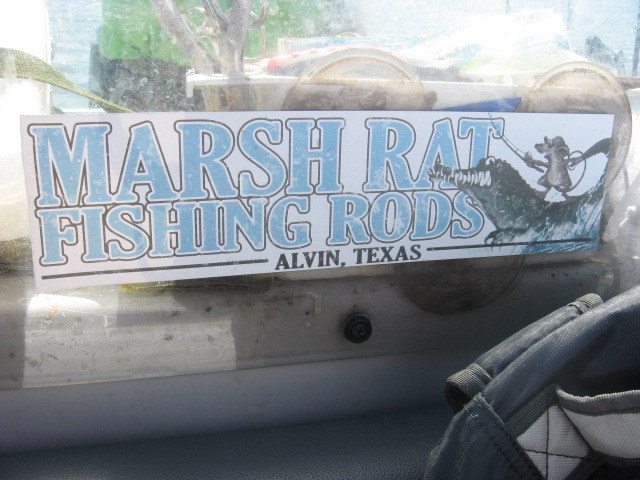 MARSH RAT
FISHING RODS
ALVIN, TEXAS